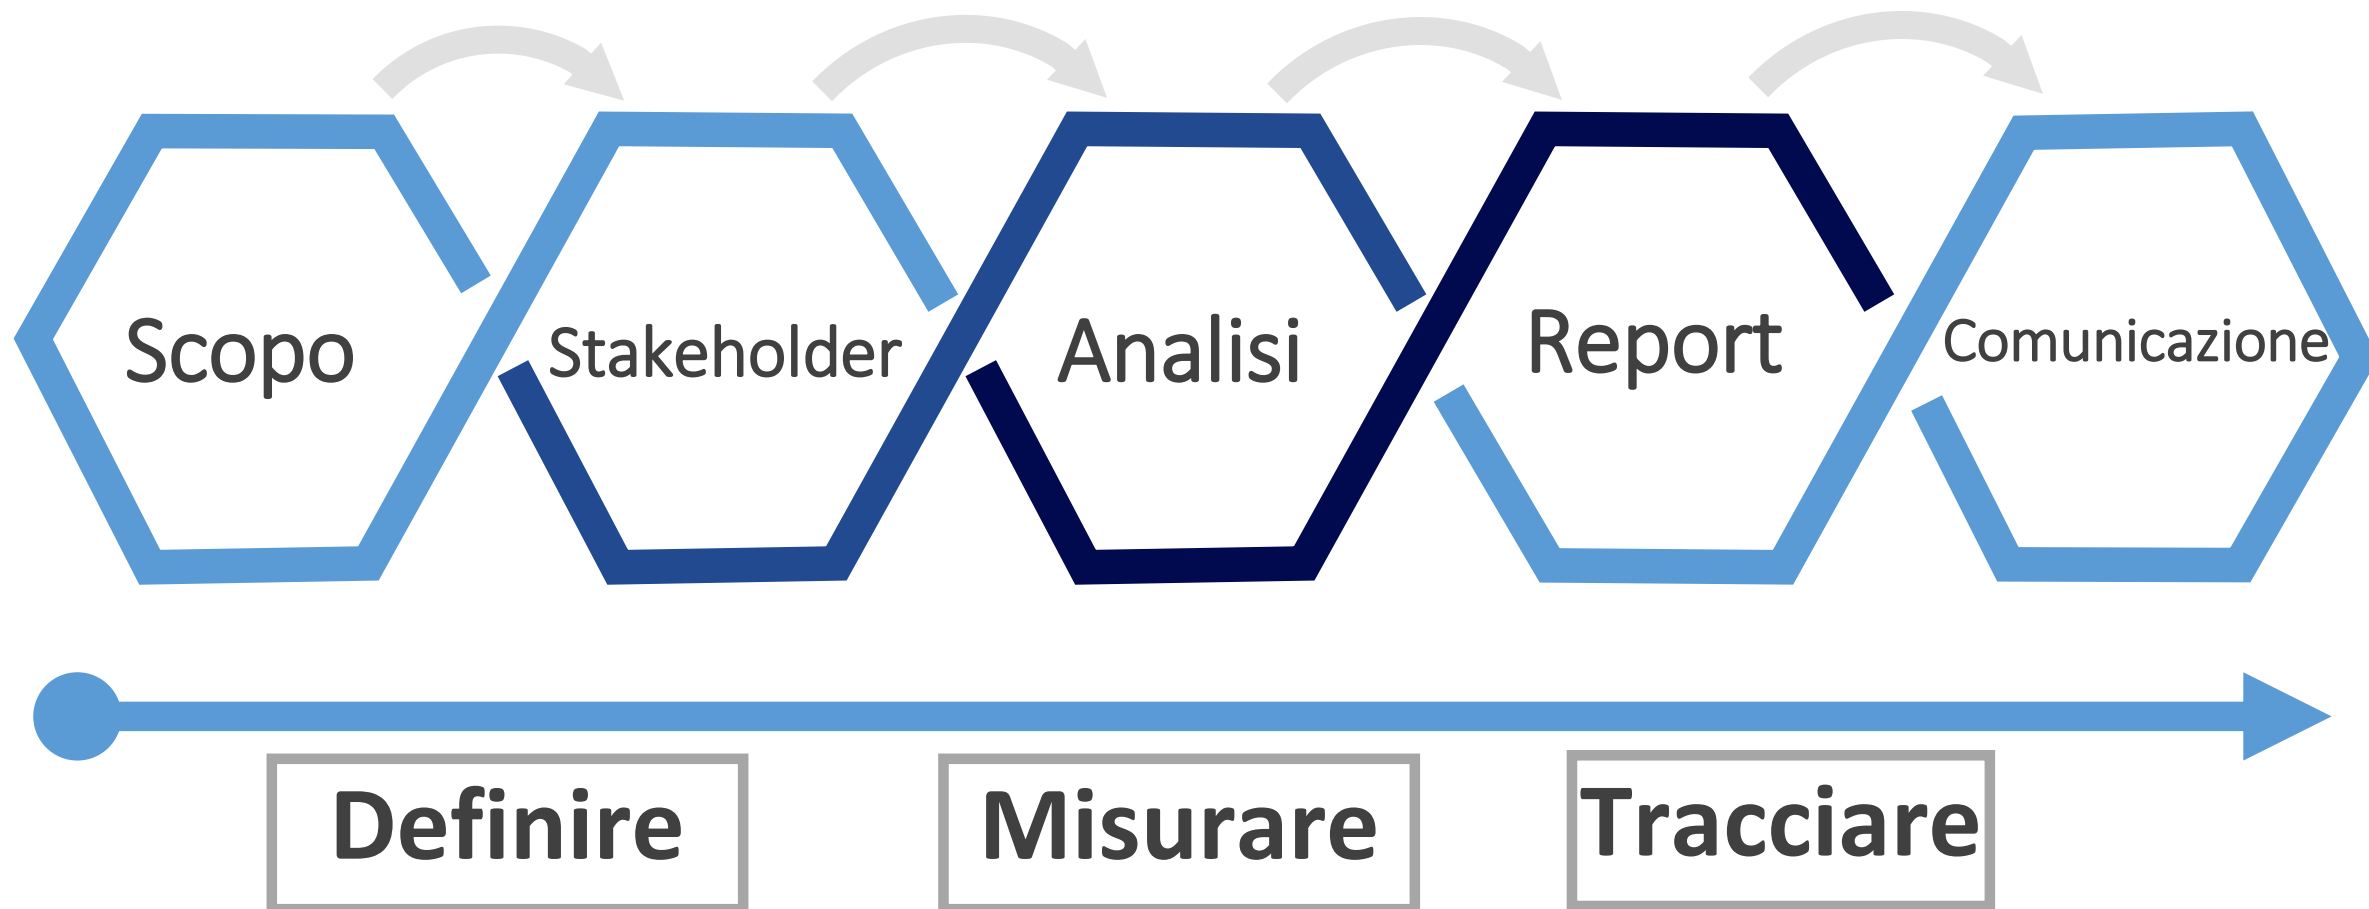 Scopo
Stakeholder
Analisi
Report
Comunicazione
Definire
Misurare
Tracciare